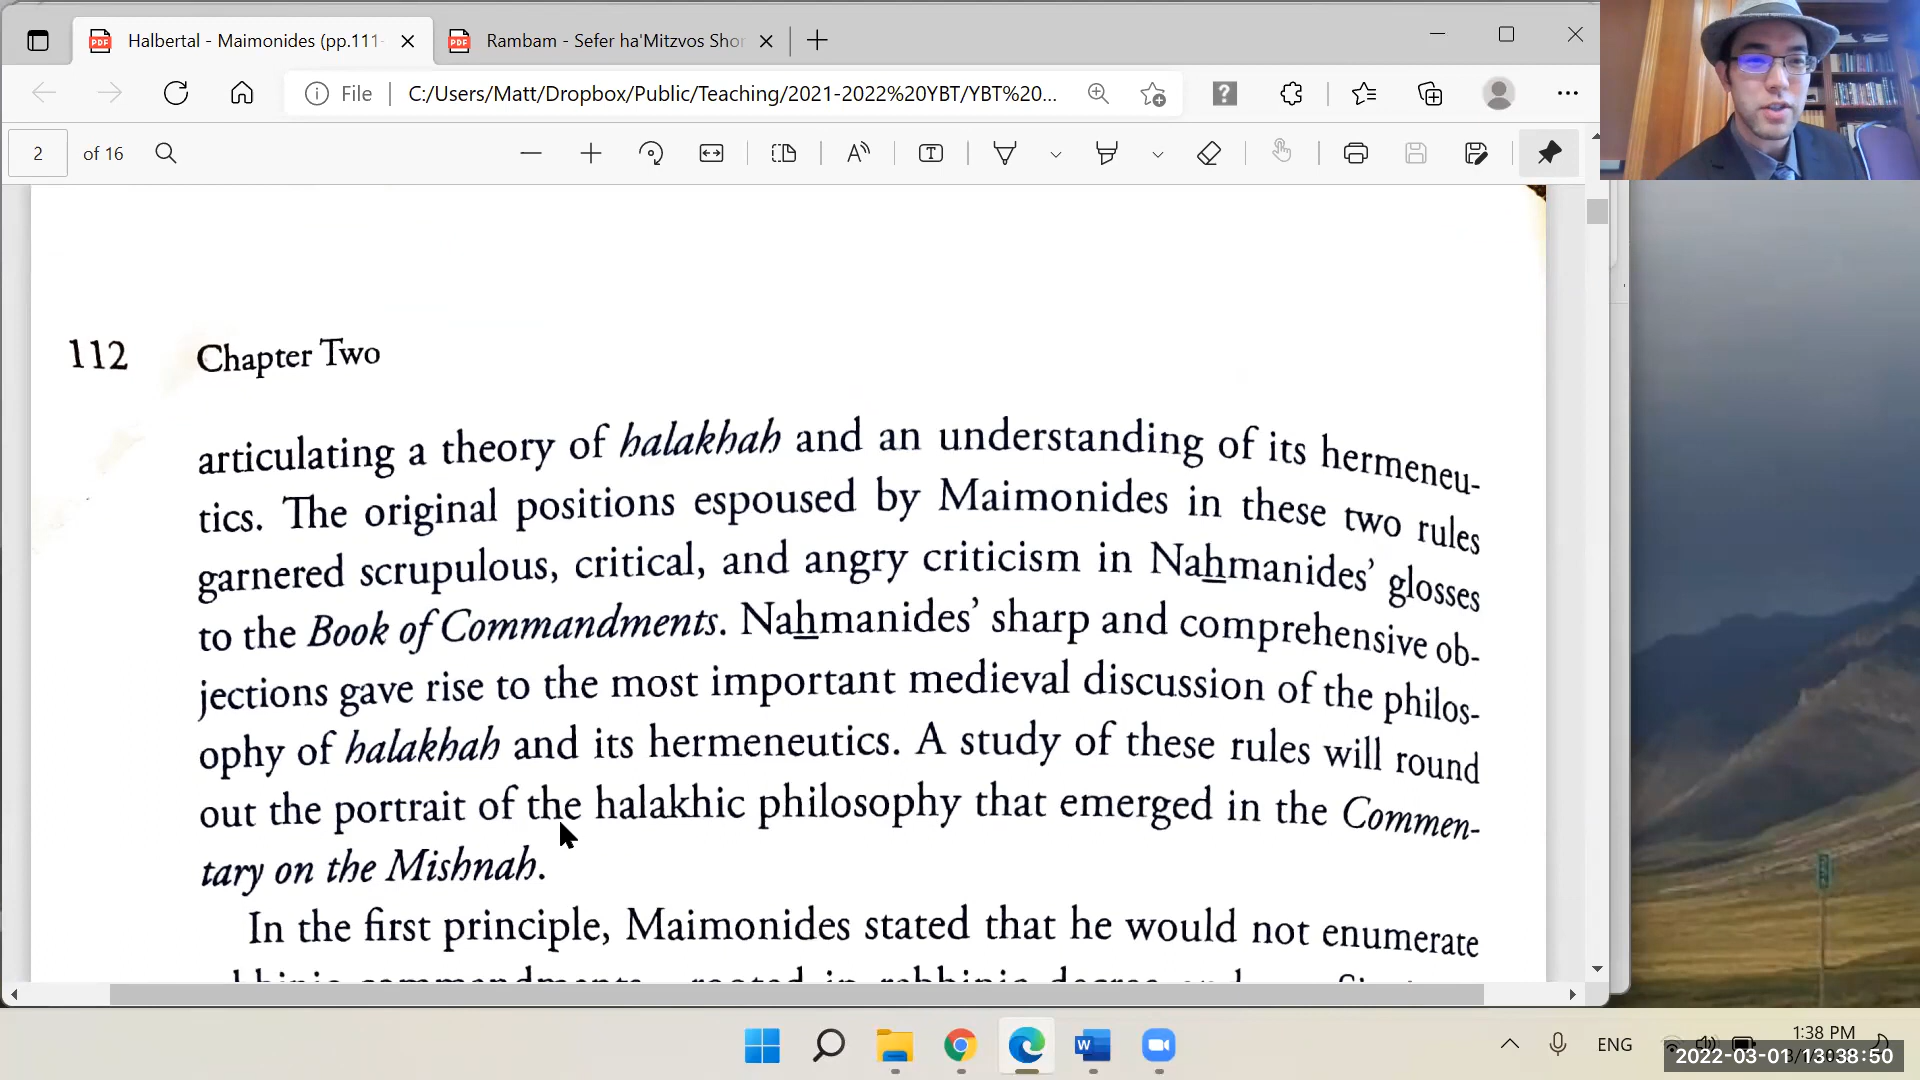 Halbertal - Maimonides (pp.111-
Rambam - Sefer ha'Mitzvos Shor
File
C:/Users/Matt/Dropbox/Public/Teaching/2021-2022%20YBT/YBT%20...
2 of 16
112 Chapter Two
articulating a theory of halakhah and an understanding of its hermeneu-
tics. The original positions espoused by Maimonides in these two rules
garnered scrupulous, critical, and angry criticism in Nahmanides' glosses
to the Book of Commandments. Nahmanides' sharp and comprehensive ob-
jections gave rise to the most important medieval discussion of the philos-
ophy of halakhah and its hermeneutics. A study of these rules will round
out the portrait of the halakhic philosophy that emerged in the Commen-
tary on the Mishnah.
In the first principle, Maimonides stated that he would not enumerate
commandments rooted in rabbinic decree and
ENG
1:38 PM
2022-03-01 13:38:50